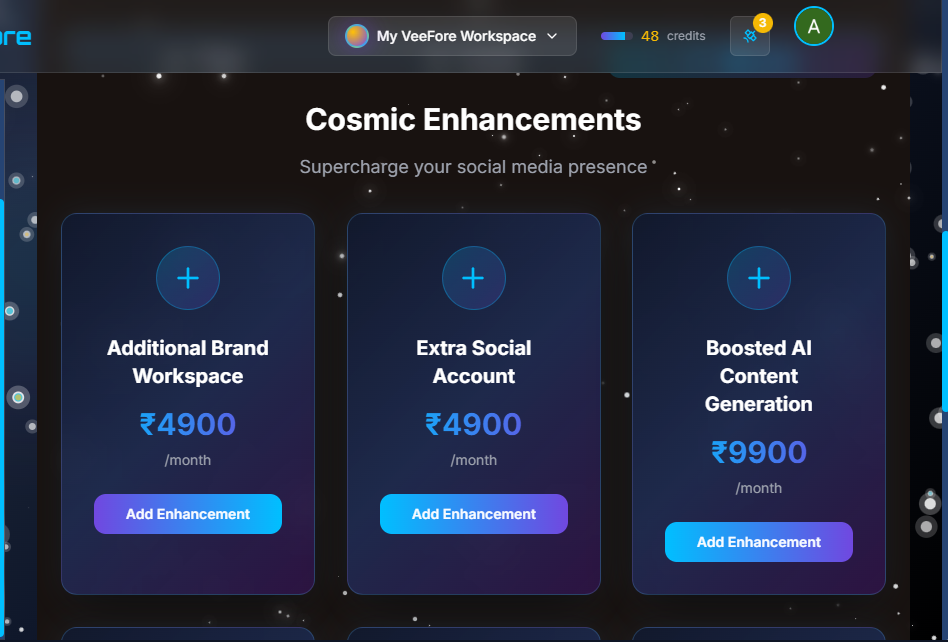 ore
My VeeFore Workspace
48 credits
3
A
Cosmic Enhancements
Supercharge your social media presence
Additional Brand
Workspace
₹4900
/month
Add Enhancement
Extra Social
Account
₹4900
/month
Add Enhancement
Boosted AI
Content
Generation
₹9900
/month
Add Enhancement